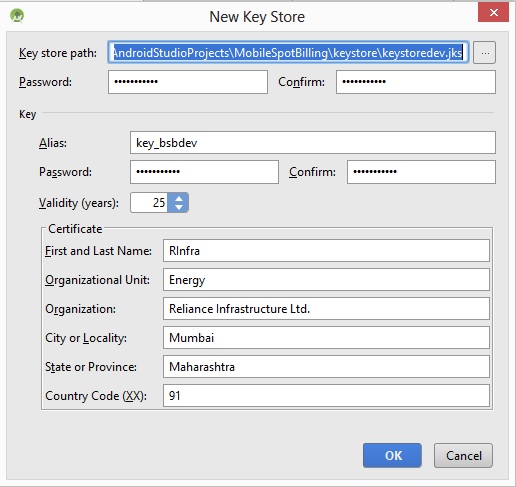 New Key Store
Key store path: AndroidStudioProjects\MobileSpotBilling\keystore\keystoredev.jks ...
Password: ••••••••••• Confirm: •••••••••••
Key
Alias: key_bsbdev
Password: ••••••••••• Confirm: •••••••••••
Validity (years): 25
Certificate
First and Last Name: RInfra
Organizational Unit: Energy
Organization: Reliance Infrastructure Ltd.
City or Locality: Mumbai
State or Province: Maharashtra
Country Code (XX): 91
OK Cancel